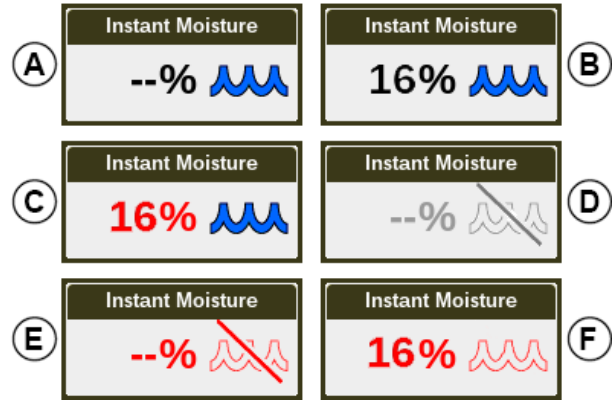 Instant Moisture
A --%
Instant Moisture
16% B
Instant Moisture
C 16%
Instant Moisture
--% D
Instant Moisture
E --%
Instant Moisture
16% F